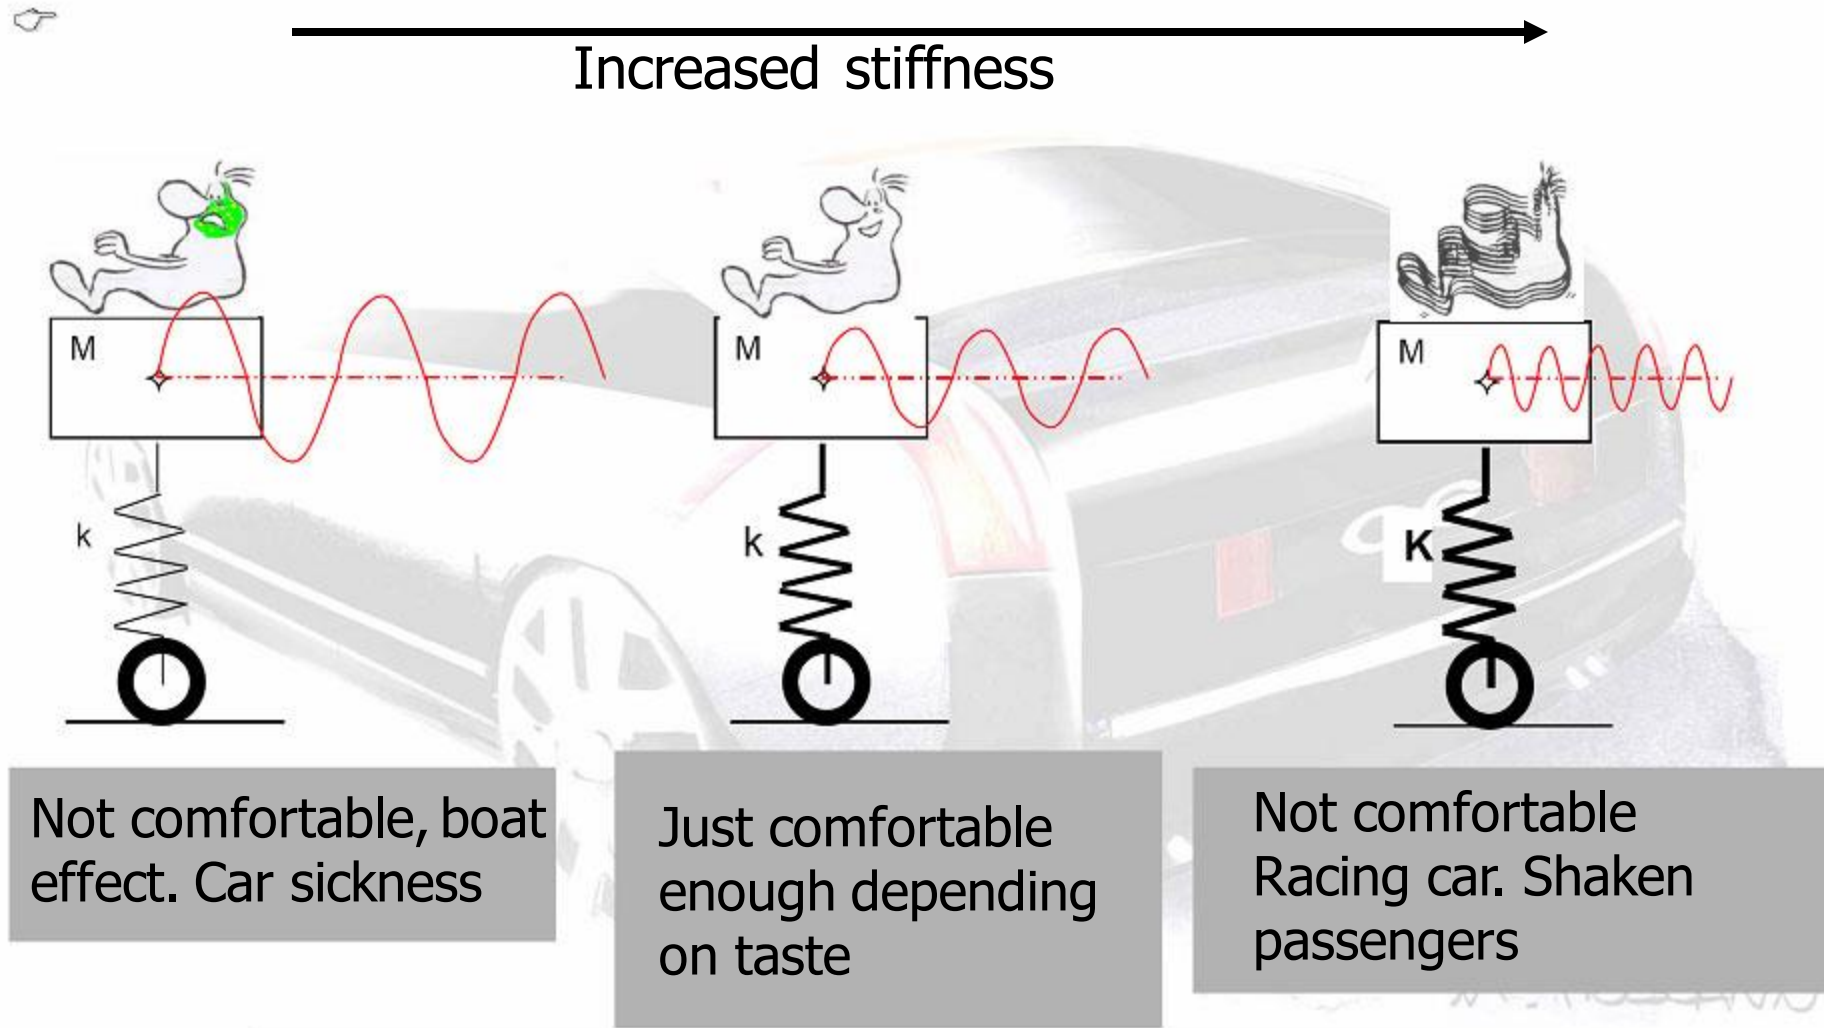 Increased stiffness
M
M
M
k
k
K
Not comfortable, boat
effect. Car sickness
Just comfortable
enough depending
on taste
Not comfortable
Racing car. Shaken
passengers